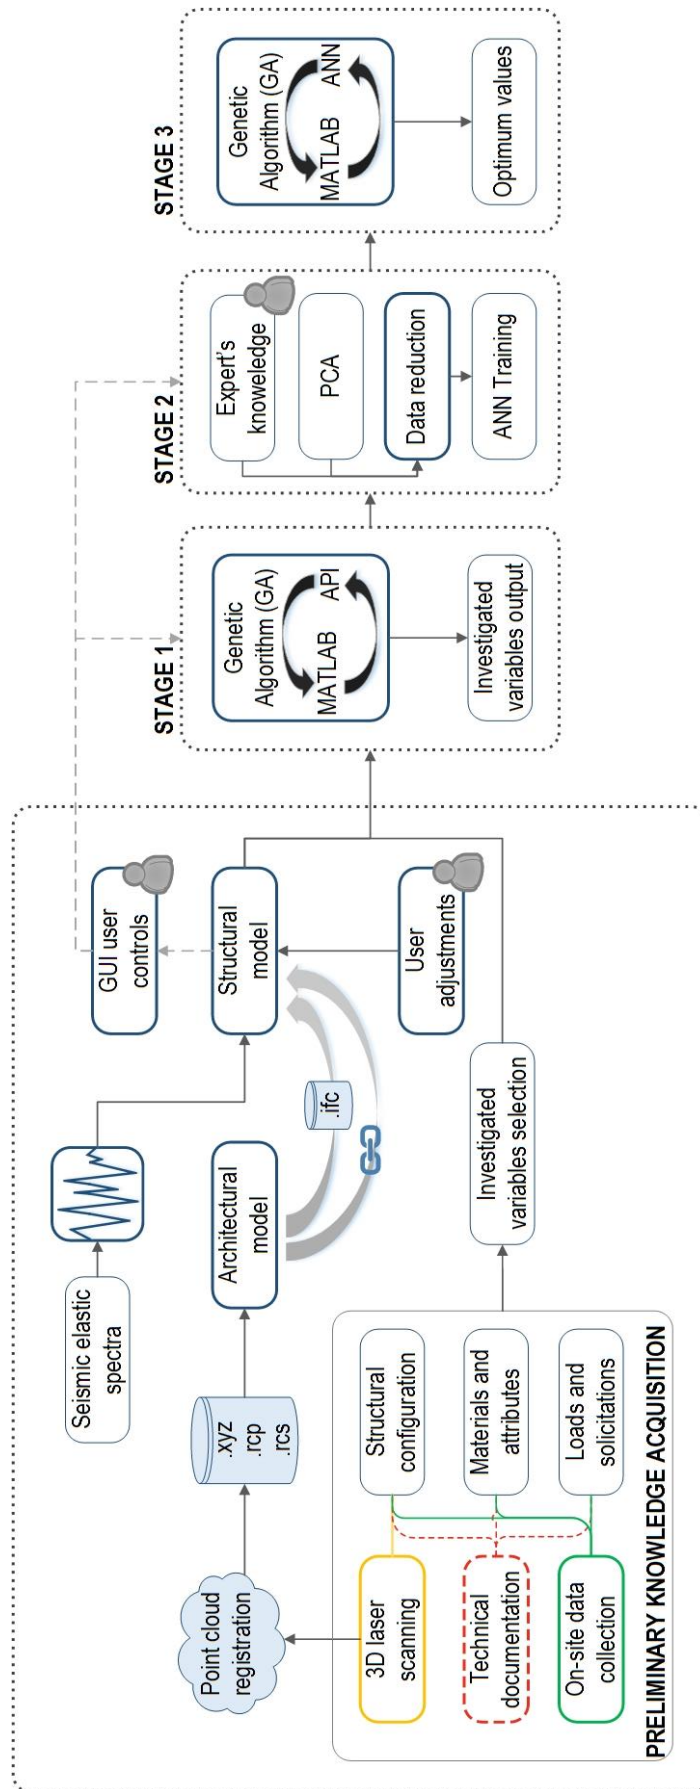 Seismic elastic
spectra
Point cloud
registration
.xyz
.rcp
.rcs
Architectural
model
.ifc
GUI user
controls
Structural
model
User
adjustments
3D laser
scanning
Technical
documentation
On-site data
collection
Structural
configuration
Materials and
attributes
Loads and
solicitations
PRELIMINARY KNOWLEDGE ACQUISITION
Investigated
variables selection
STAGE 1
Genetic
Algorithm (GA)
MATLAB
API
Investigated
variables output
STAGE 2
Expert's
knoweledge
PCA
Data reduction
ANN Training
STAGE 3
Genetic
Algorithm (GA)
MATLAB
ANN
Optimum values